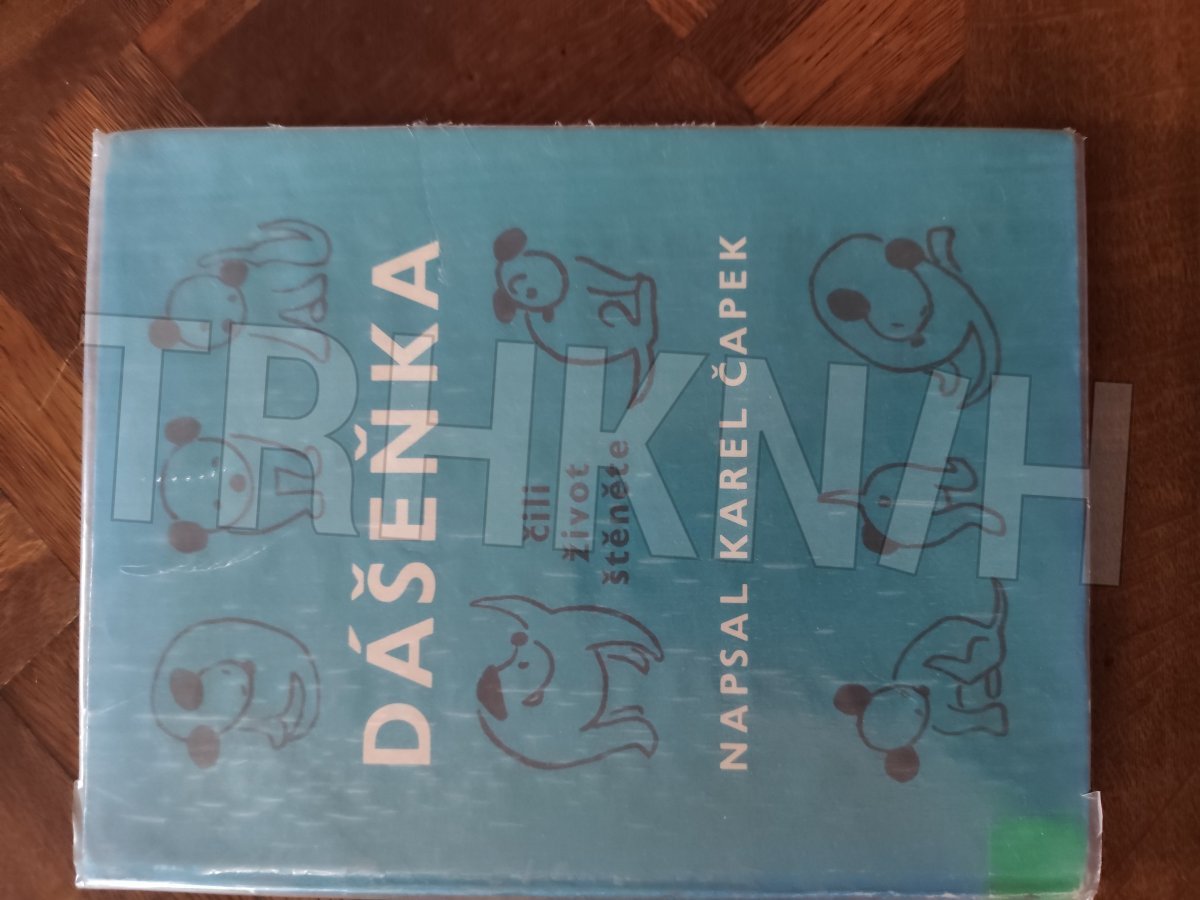 DÁŠEŇKA
čili
život
štěněte
NAPSAL KAREL ČAPEK
TRHKNIH